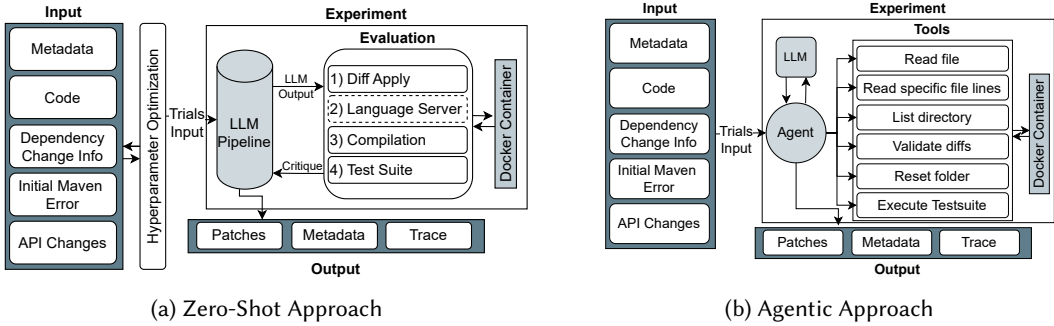 Input
Metadata
Code
Dependency
Change Info
Initial Maven
Error
API Changes
Hyperparameter Optimization
Trials
Input
Experiment
LLM
Pipeline
LLM
Output
Critique
Evaluation
1) Diff Apply
2) Language Server
3) Compilation
4) Test Suite
Docker Container
Patches
Metadata
Trace
Output
(a) Zero-Shot Approach
Input
Metadata
Code
Dependency
Change Info
Initial Maven
Error
API Changes
Trials
Input
Experiment
LLM
Agent
Tools
Read file
Read specific file lines
List directory
Validate diffs
Reset folder
Execute Testsuite
Docker Container
Patches
Metadata
Trace
Output
(b) Agentic Approach